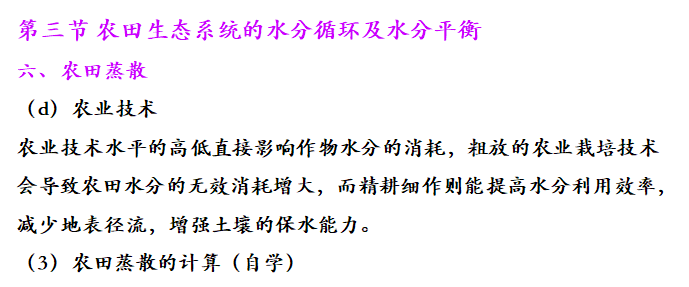 第三节 农田生态系统的水分循环及水分平衡
六、农田蒸散
（d）农业技术
农业技术水平的高低直接影响作物水分的消耗，粗放的农业栽培技术
会导致农田水分的无效消耗增大，而精耕细作则能提高水分利用效率，
减少地表径流，增强土壤的保水能力。
（3）农田蒸散的计算（自学）